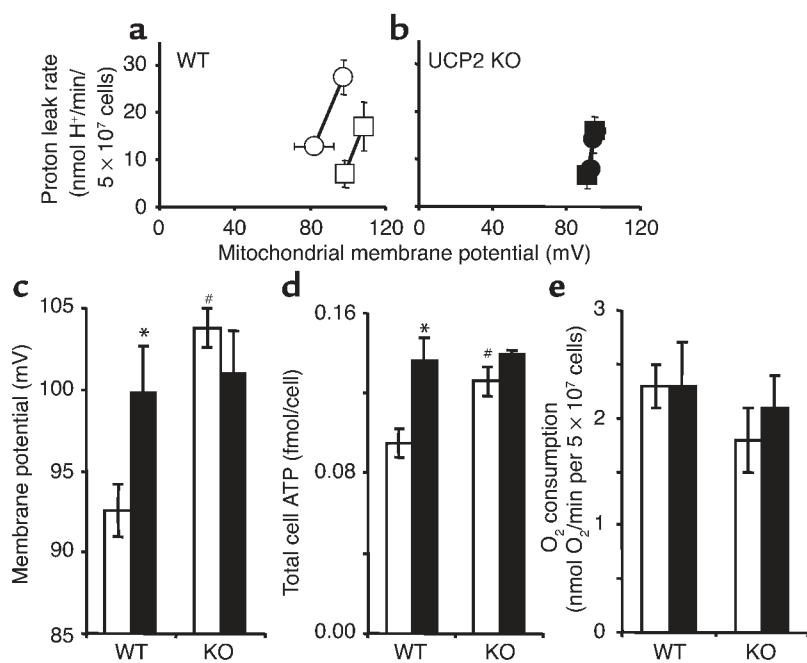 a
WT
b
UCP2 KO
Proton leak rate
(nmol H⁺/min/
5 × 10⁷ cells)
30
20
10
0
0
40
80
120
0
40
80
120
Mitochondrial membrane potential (mV)
c
Membrane potential (mV)
105
100
95
90
85
*
#
WT
KO
d
Total cell ATP (fmol/cell)
0.16
0.08
0.00
*
#
WT
KO
e
O₂ consumption
(nmol O₂/min per 5 × 10⁷ cells)
3
2
1
0
WT
KO